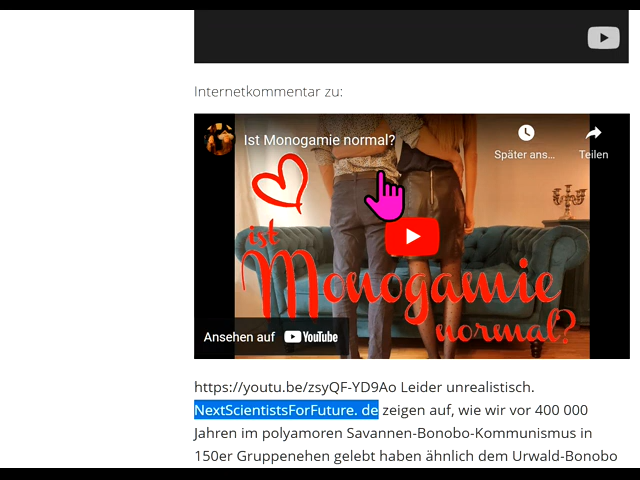 Internetkommentar zu:
Ist Monogamie normal?
Später ans...
Teilen
ist
Monogamie
normal?
Ansehen auf YouTube
https://youtu.be/zsyQF-YD9Ao Leider unrealistisch.
NextScientistsForFuture. de zeigen auf, wie wir vor 400 000
Jahren im polyamoren Savannen-Bonobo-Kommunismus in
150er Gruppenehen gelebt haben ähnlich dem Urwald-Bonobo